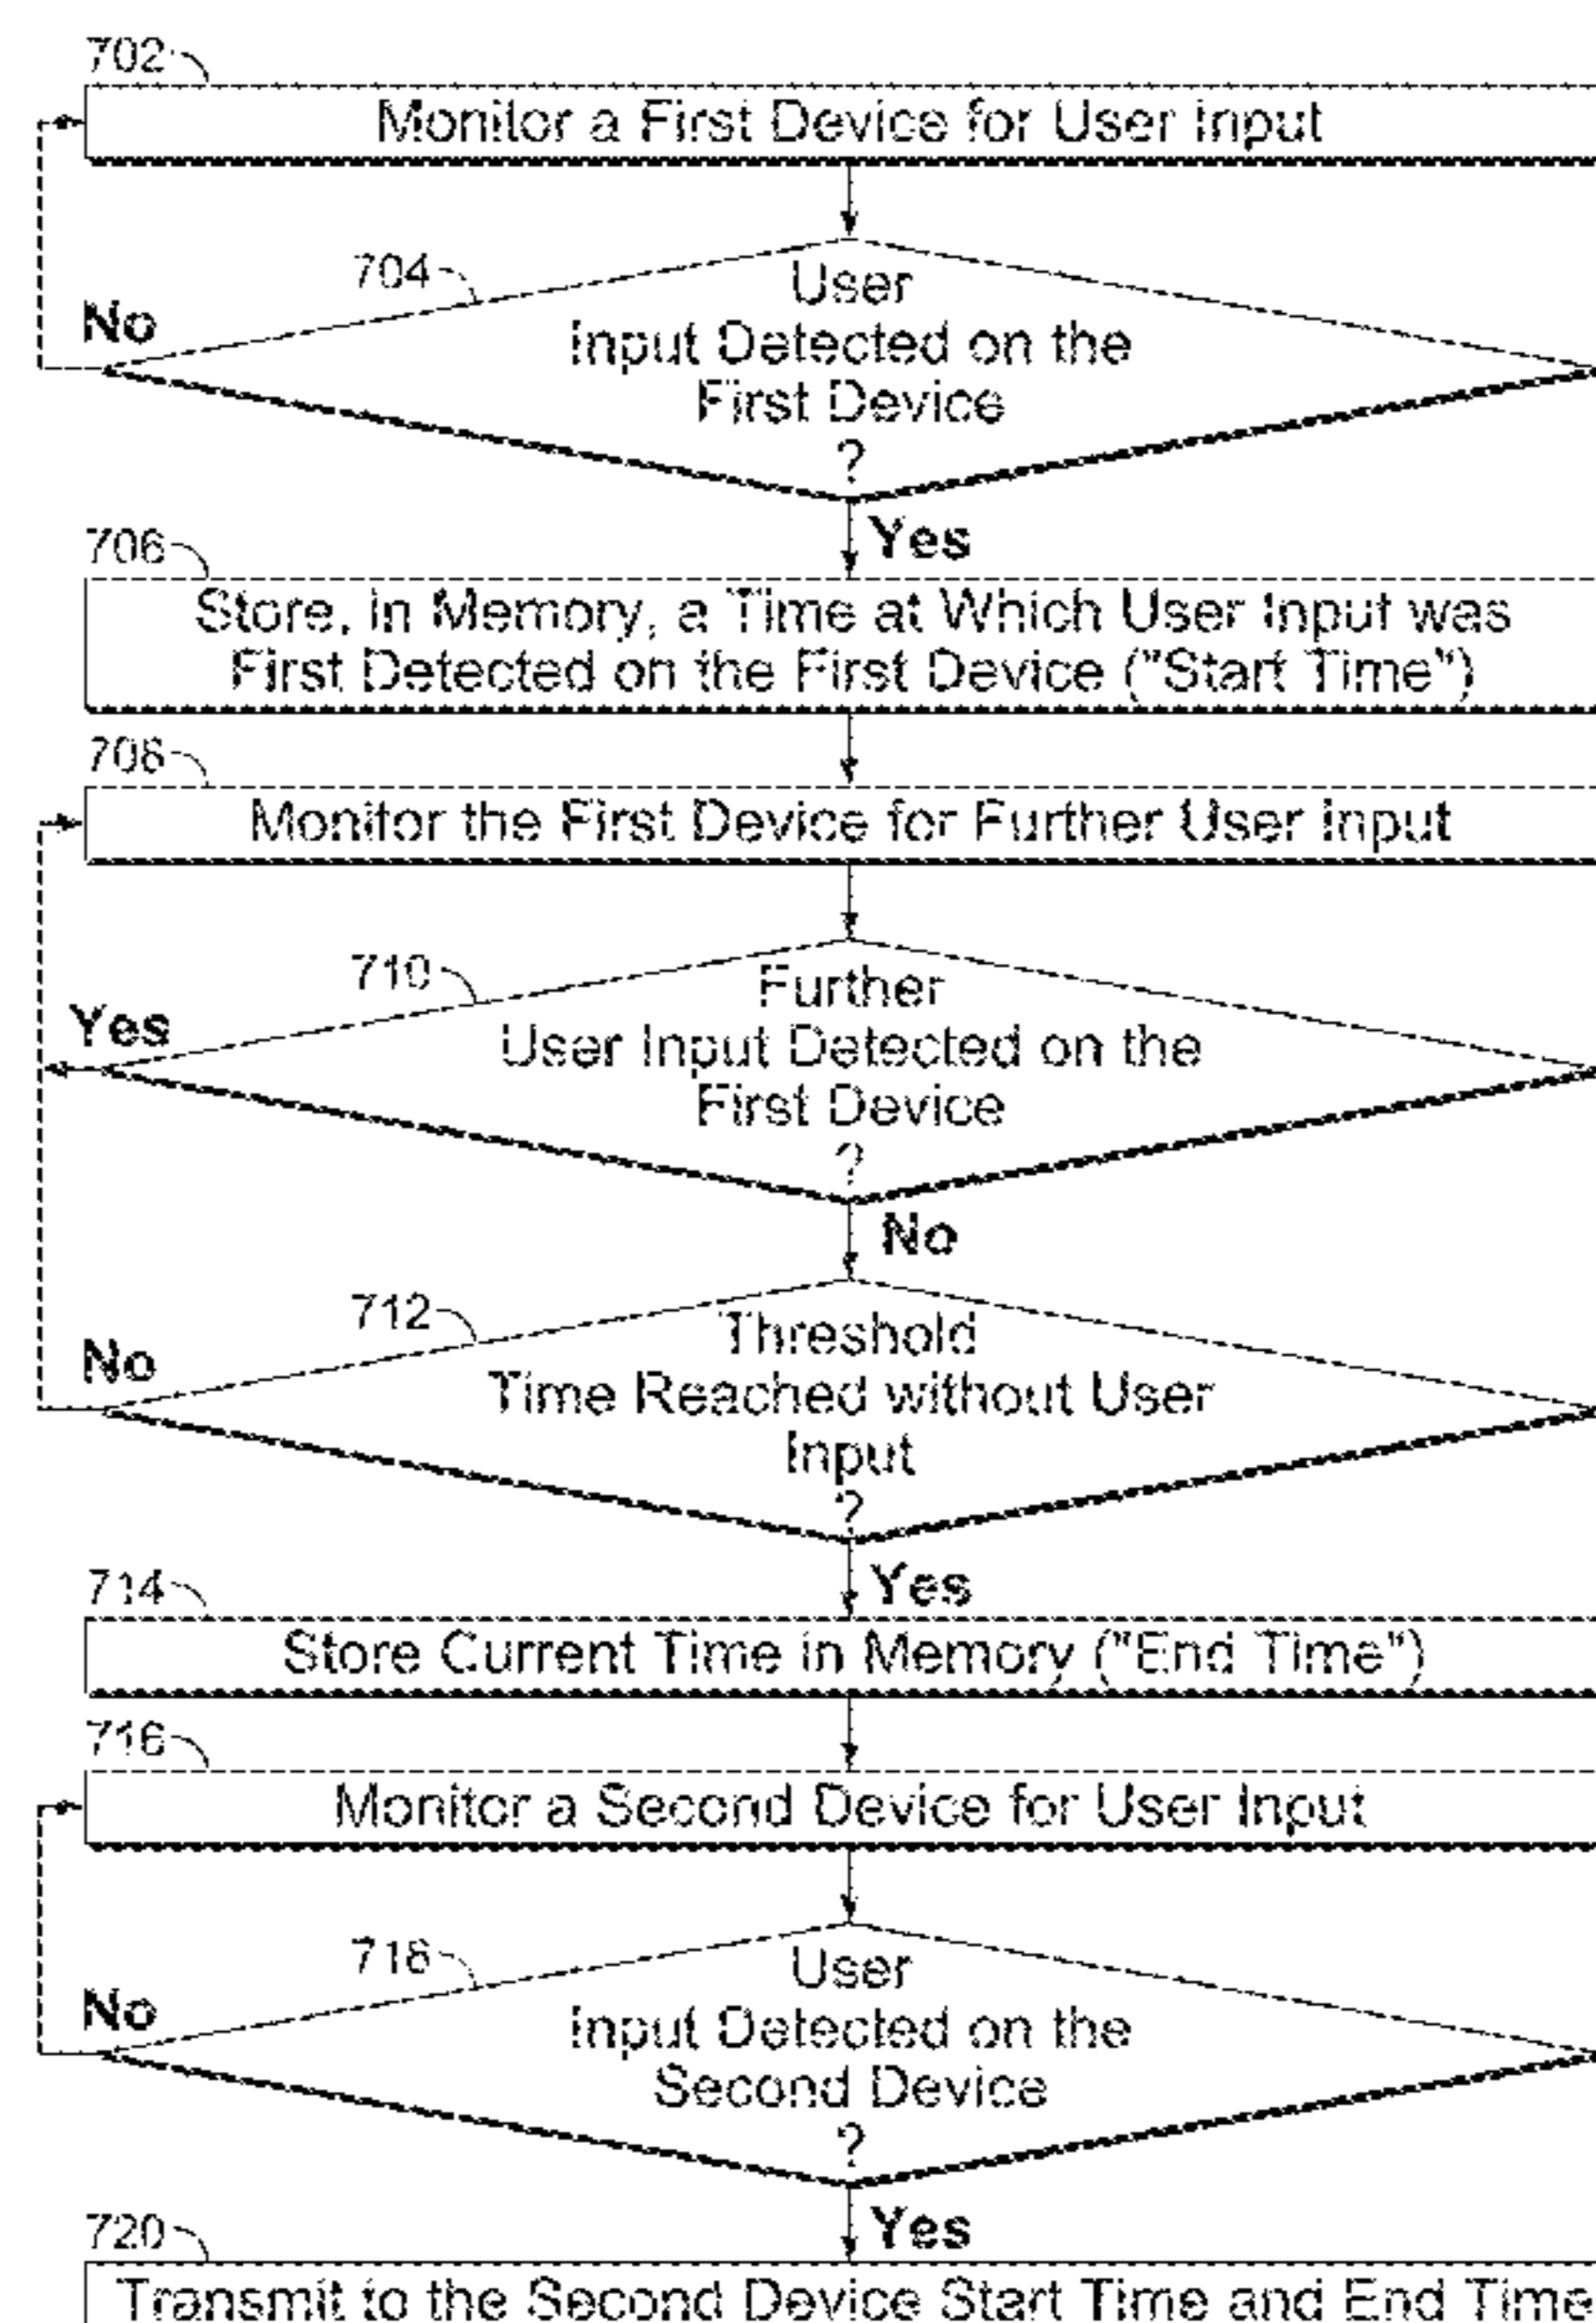 702
Monitor a First Device for User Input
704
No
User
Input Detected on the
First Device
?
Yes
706
Store, in Memory, a Time at Which User Input was
First Detected on the First Device ("Start Time")
708
Monitor the First Device for Further User Input
710
Yes
Further
User Input Detected on the
First Device
?
No
712
No
Threshold
Time Reached without User
Input
?
Yes
714
Store Current Time in Memory ("End Time")
716
Monitor a Second Device for User Input
718
No
User
Input Detected on the
Second Device
?
Yes
720
Transmit to the Second Device Start Time and End Time